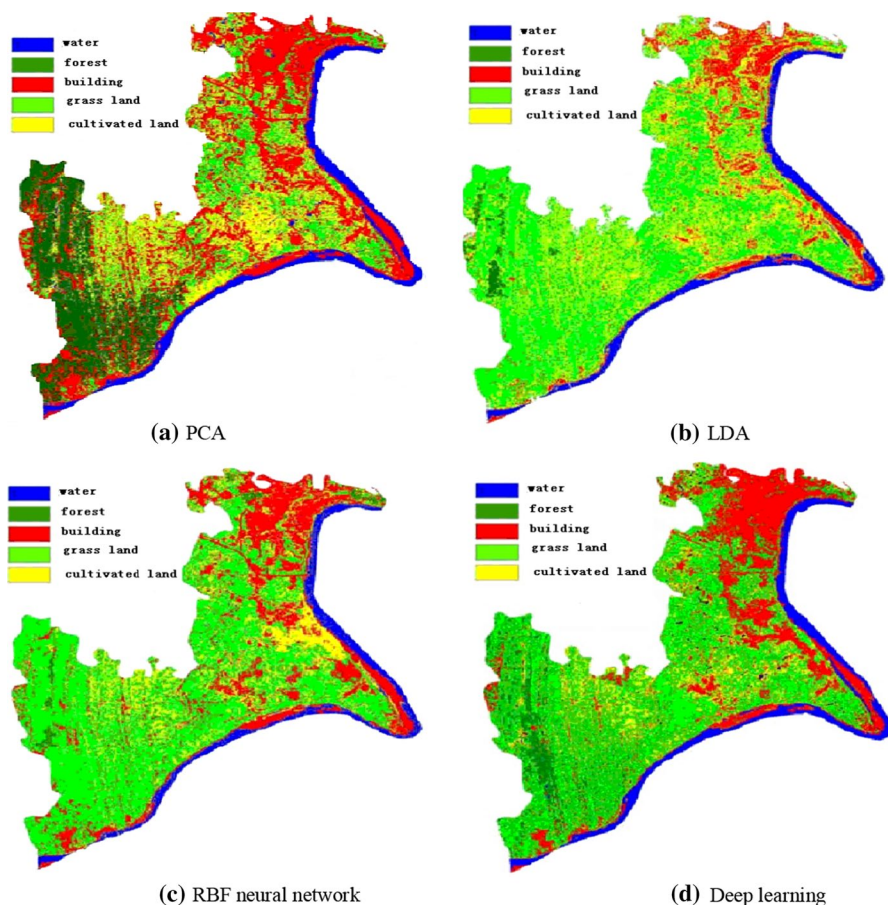 water
forest
building
grass land
cultivated land
(a) PCA
water
forest
building
grass land
cultivated land
(b) LDA
water
forest
building
grass land
cultivated land
(c) RBF neural network
water
forest
building
grass land
cultivated land
(d) Deep learning